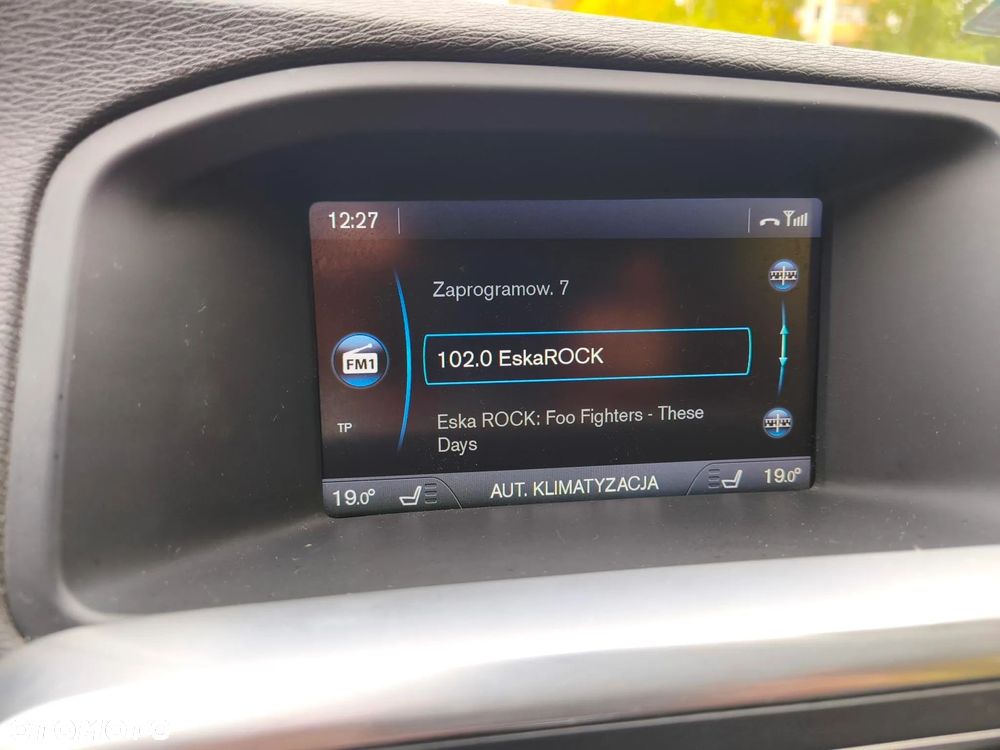 12:27
Zaprogramow. 7
FM1
102.0 EskaROCK
TP
Eska ROCK: Foo Fighters - These
Days
19.0°
AUT. KLIMATYZACJA
19.0°
OTOMOTO